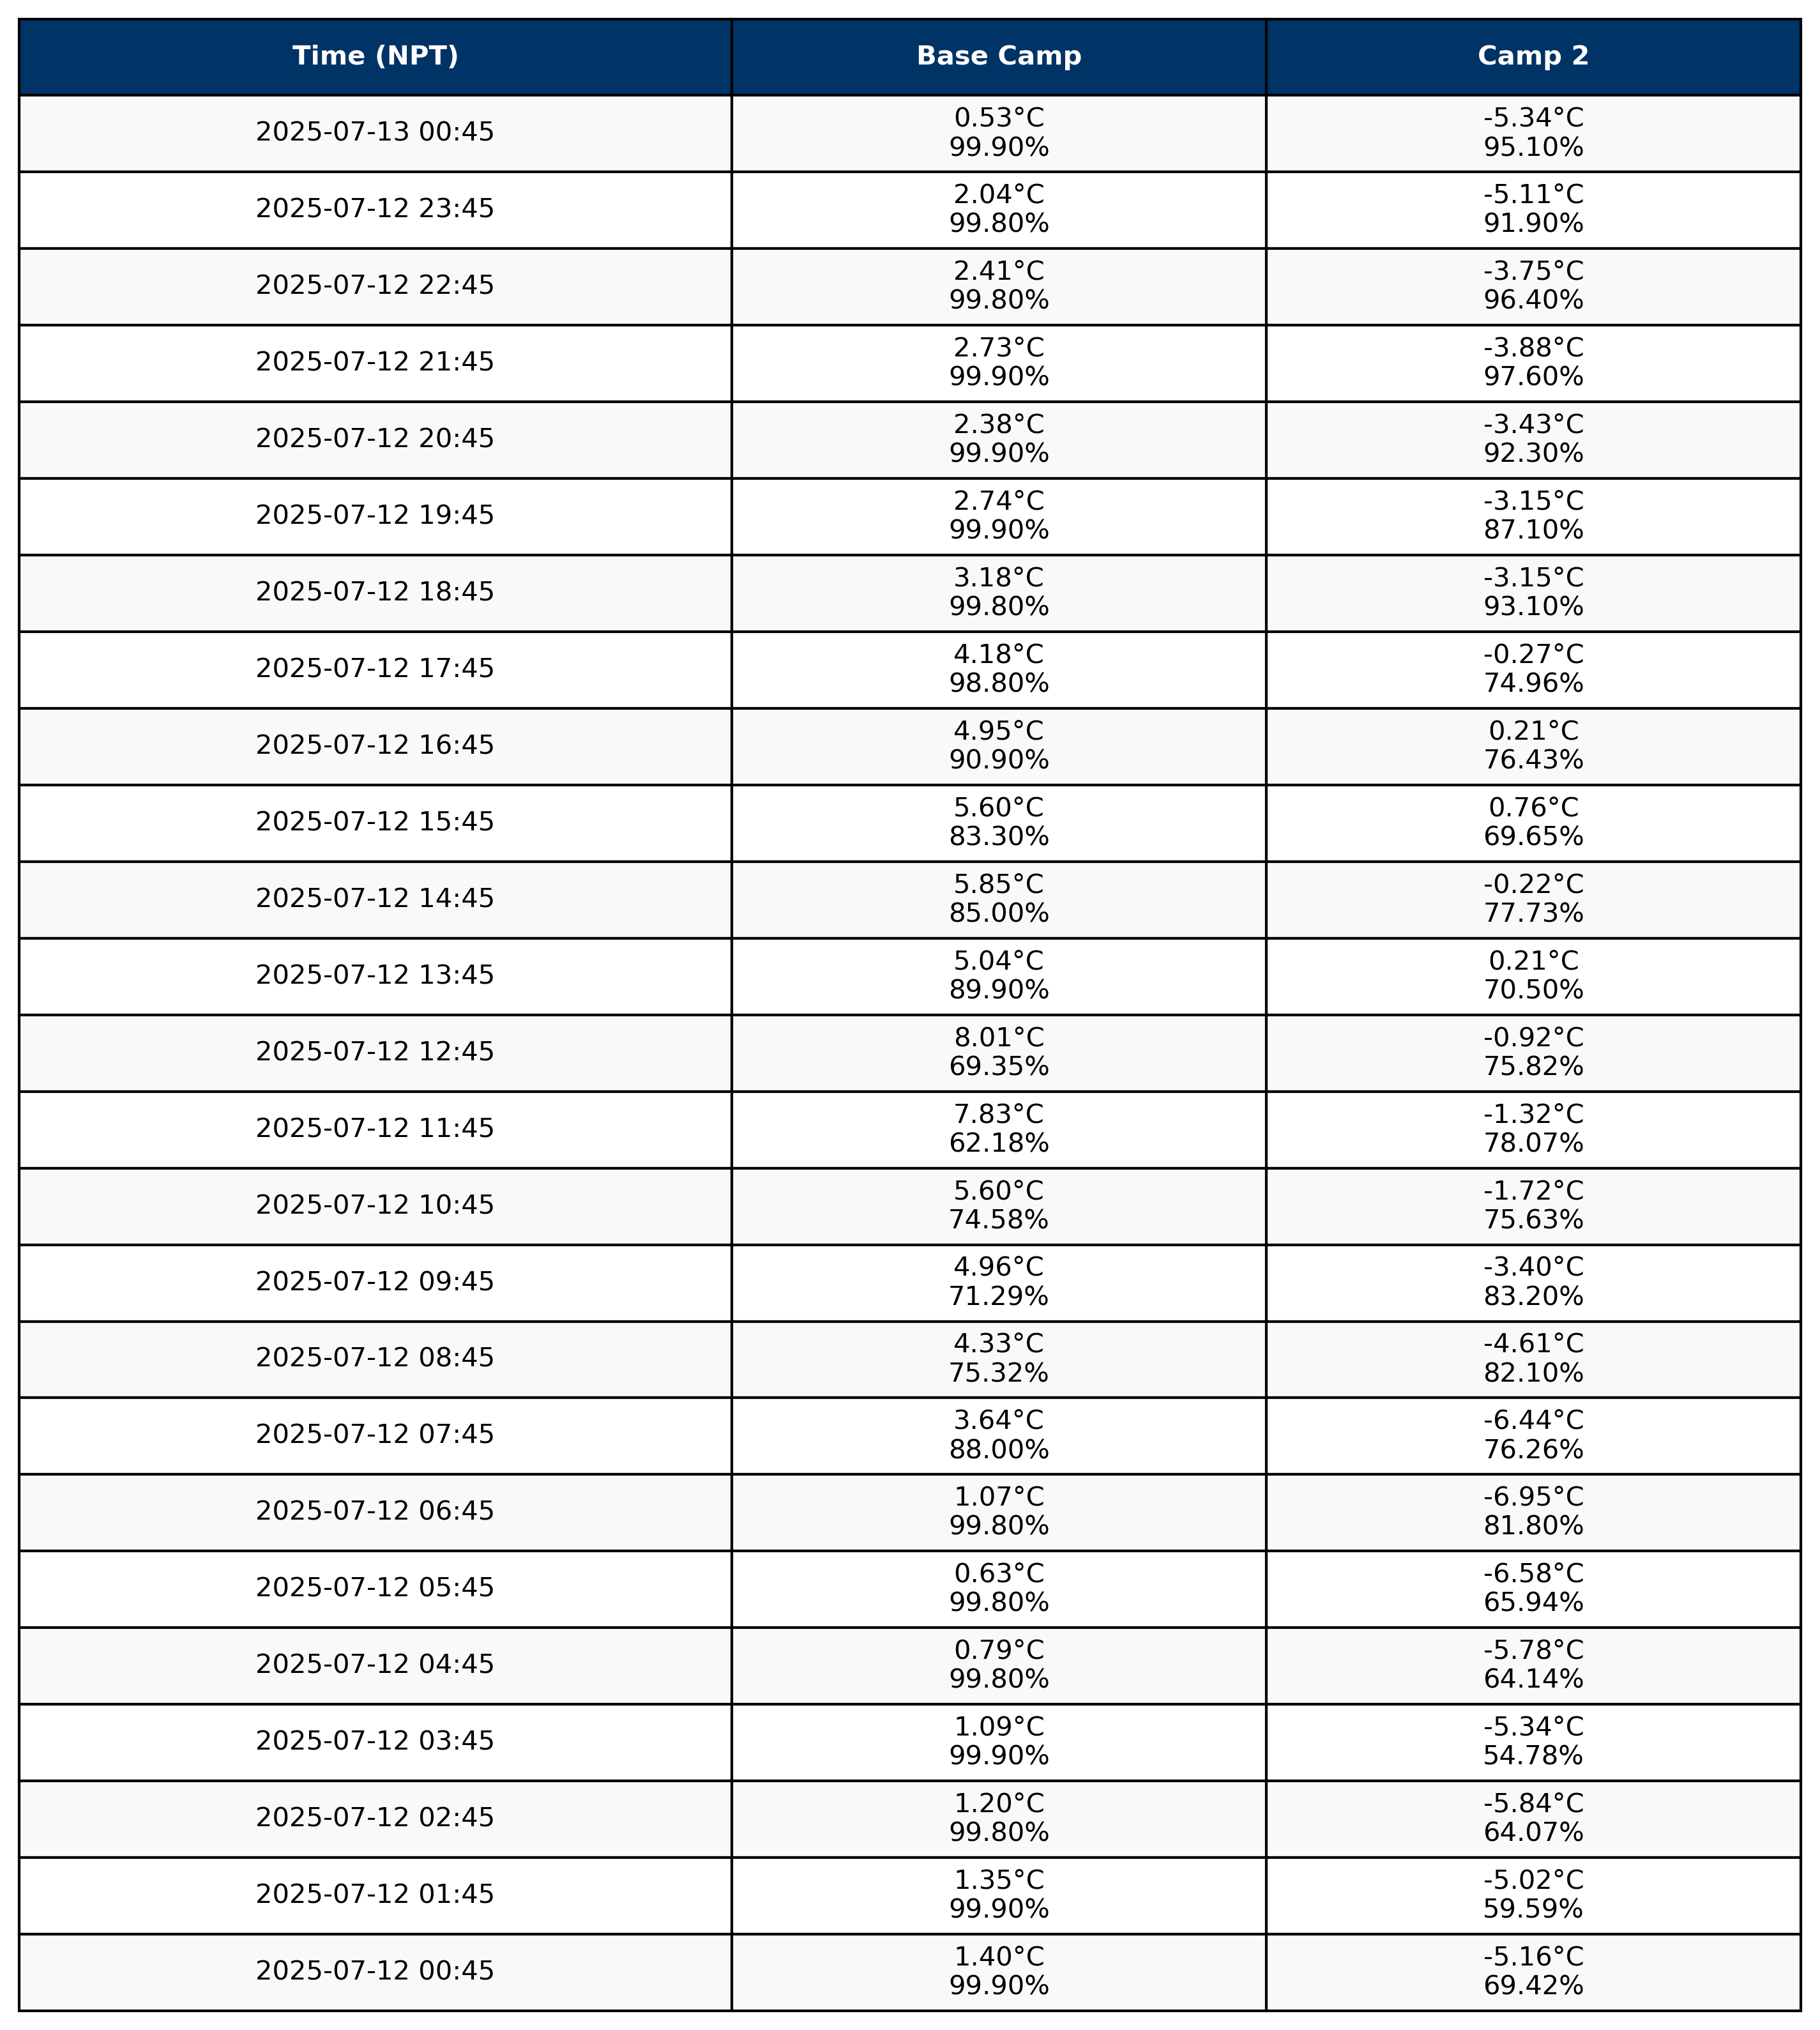 Time (NPT) Base Camp Camp 2
2025-07-13 00:45 0.53°C -5.34°C
99.90% 95.10%
2025-07-12 23:45 2.04°C -5.11°C
99.80% 91.90%
2025-07-12 22:45 2.41°C -3.75°C
99.80% 96.40%
2025-07-12 21:45 2.73°C -3.88°C
99.90% 97.60%
2025-07-12 20:45 2.38°C -3.43°C
99.90% 92.30%
2025-07-12 19:45 2.74°C -3.15°C
99.90% 87.10%
2025-07-12 18:45 3.18°C -3.15°C
99.80% 93.10%
2025-07-12 17:45 4.18°C -0.27°C
98.80% 74.96%
2025-07-12 16:45 4.95°C 0.21°C
90.90% 76.43%
2025-07-12 15:45 5.60°C 0.76°C
83.30% 69.65%
2025-07-12 14:45 5.85°C -0.22°C
85.00% 77.73%
2025-07-12 13:45 5.04°C 0.21°C
89.90% 70.50%
2025-07-12 12:45 8.01°C -0.92°C
69.35% 75.82%
2025-07-12 11:45 7.83°C -1.32°C
62.18% 78.07%
2025-07-12 10:45 5.60°C -1.72°C
74.58% 75.63%
2025-07-12 09:45 4.96°C -3.40°C
71.29% 83.20%
2025-07-12 08:45 4.33°C -4.61°C
75.32% 82.10%
2025-07-12 07:45 3.64°C -6.44°C
88.00% 76.26%
2025-07-12 06:45 1.07°C -6.95°C
99.80% 81.80%
2025-07-12 05:45 0.63°C -6.58°C
99.80% 65.94%
2025-07-12 04:45 0.79°C -5.78°C
99.80% 64.14%
2025-07-12 03:45 1.09°C -5.34°C
99.90% 54.78%
2025-07-12 02:45 1.20°C -5.84°C
99.80% 64.07%
2025-07-12 01:45 1.35°C -5.02°C
99.90% 59.59%
2025-07-12 00:45 1.40°C -5.16°C
99.90% 69.42%